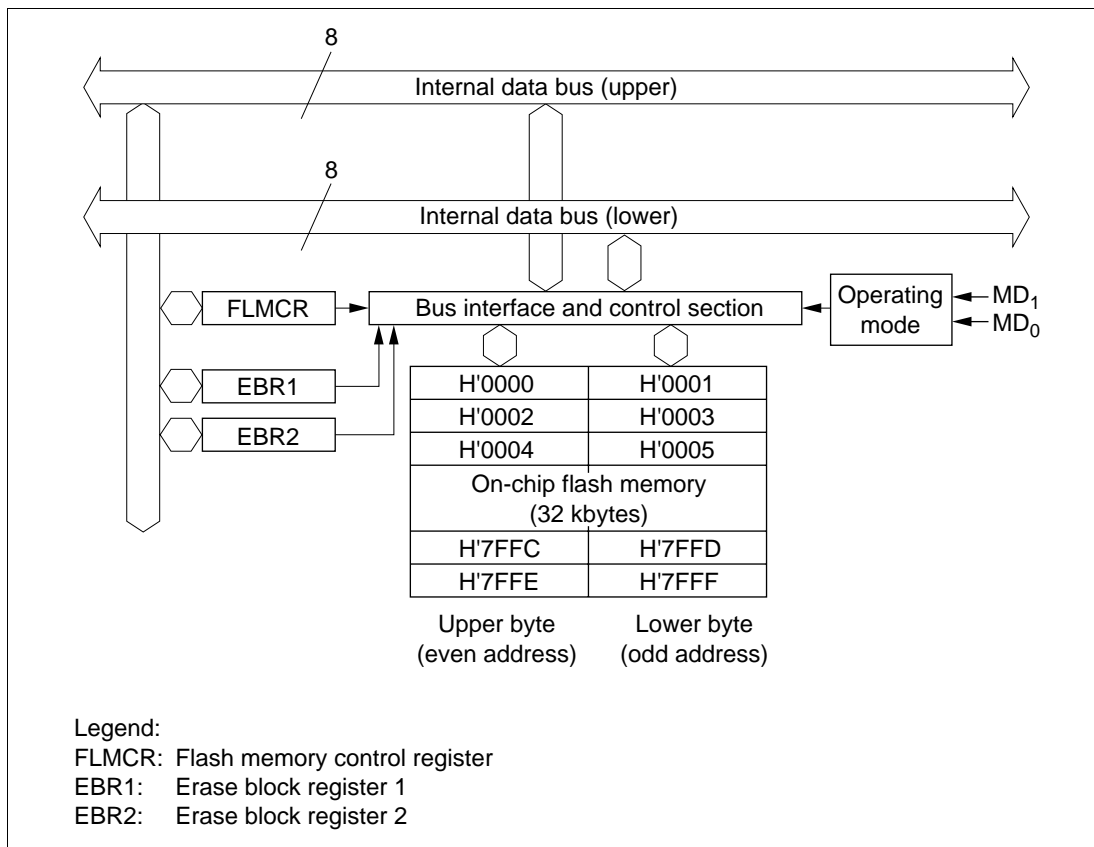 8
Internal data bus (upper)
8
Internal data bus (lower)
FLMCR
Bus interface and control section
Operating
mode
MD1
MD0
EBR1
EBR2
H'0000 H'0001
H'0002 H'0003
H'0004 H'0005
On-chip flash memory
(32 kbytes)
H'7FFC H'7FFD
H'7FFE H'7FFF
Upper byte
(even address)
Lower byte
(odd address)
Legend:
FLMCR: Flash memory control register
EBR1: Erase block register 1
EBR2: Erase block register 2